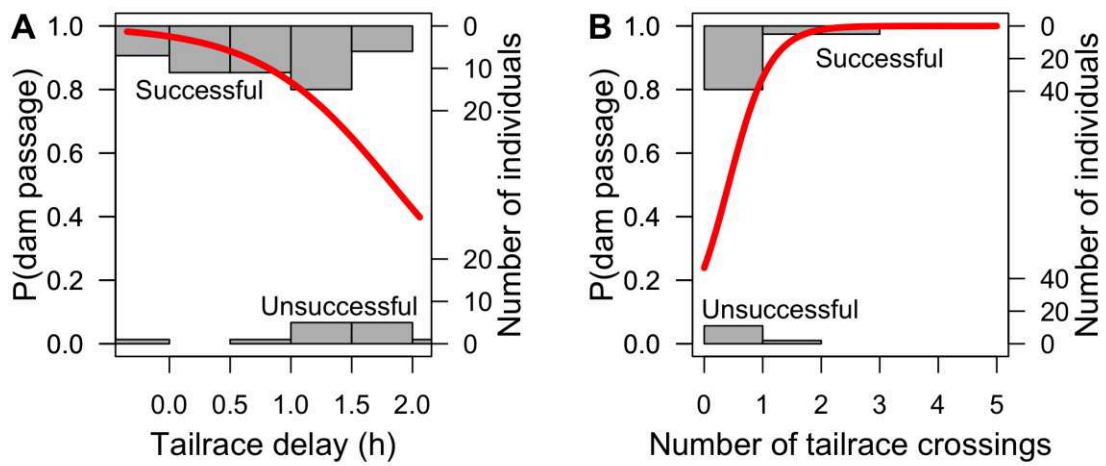 A
P(dam passage)
1.0
0.8
0.6
0.4
0.2
0.0
Successful
Unsuccessful
0
10
20
20
10
0
Number of individuals
0.0 0.5 1.0 1.5 2.0
Tailrace delay (h)
B
P(dam passage)
1.0
0.8
0.6
0.4
0.2
0.0
Successful
Unsuccessful
0
20
40
40
20
0
Number of individuals
0 1 2 3 4 5
Number of tailrace crossings